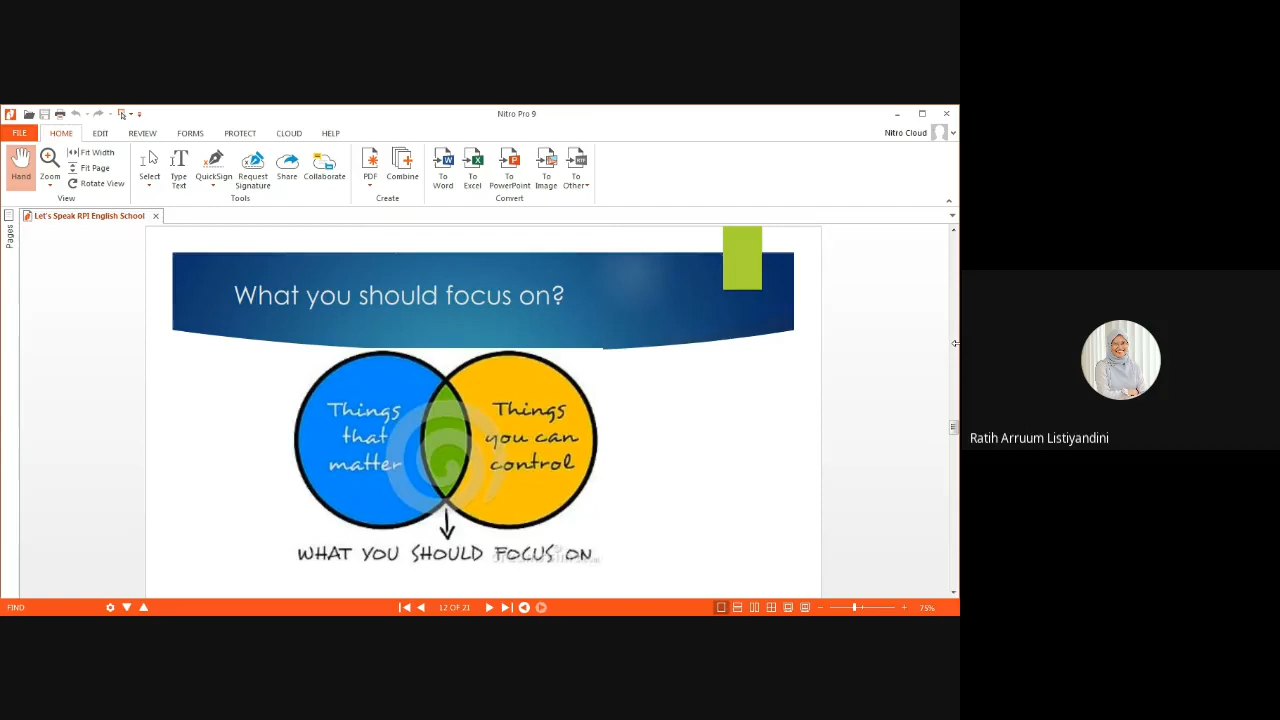 Nitro Pro 9
FILE HOME EDIT REVIEW FORMS PROTECT CLOUD HELP
Nitro Cloud
Hand
Zoom
Fit Width
Fit Page
Rotate View
View
Select
Type Text
QuickSign
Request Signature
Share
Collaborate
Tools
PDF
Combine
Create
To Word
To Excel
To PowerPoint
To Image
To Other
Convert
Let's Speak RPI English School
Pages
What you should focus on?
Things
that
matter
Things
you can
control
WHAT YOU SHOULD FOCUS ON
Ratih Arruum Listiyandini
FIND
12 OF 21
75%